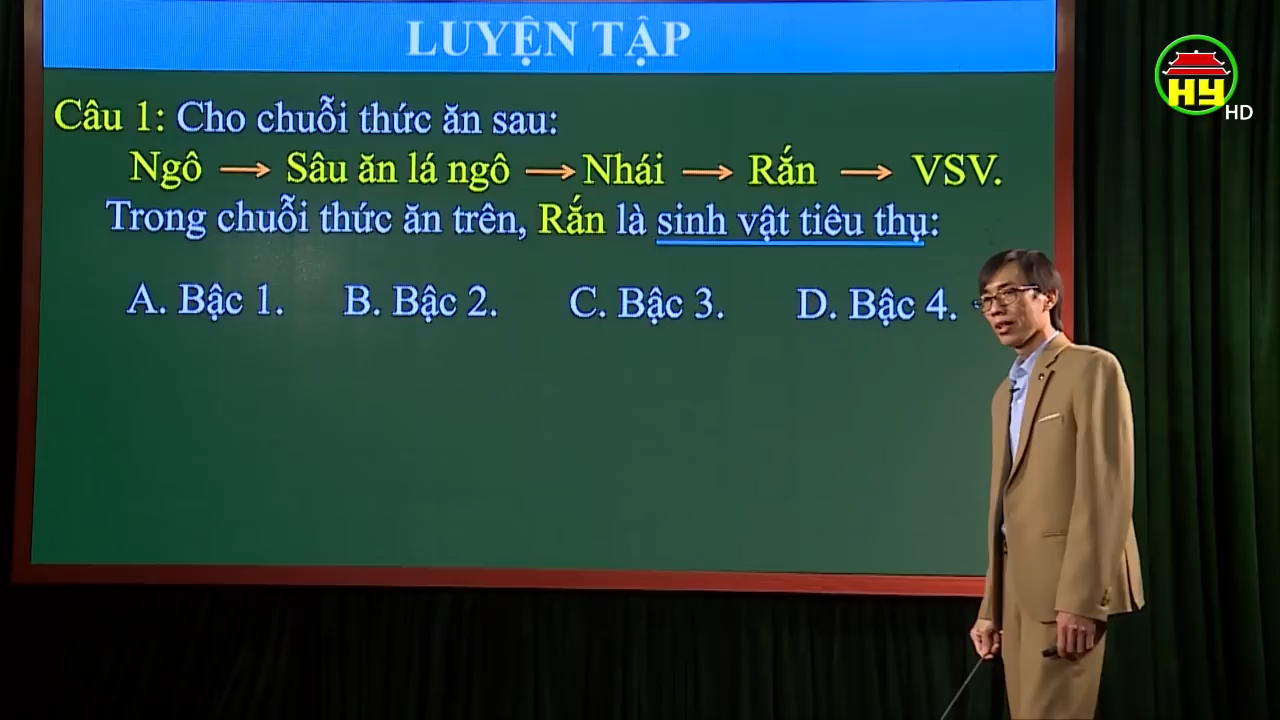 LUYỆN TẬP
HY
HD
Câu 1: Cho chuỗi thức ăn sau:
Ngô → Sâu ăn lá ngô → Nhái → Rắn → VSV.
Trong chuỗi thức ăn trên, Rắn là sinh vật tiêu thụ:
A. Bậc 1. B. Bậc 2. C. Bậc 3. D. Bậc 4.